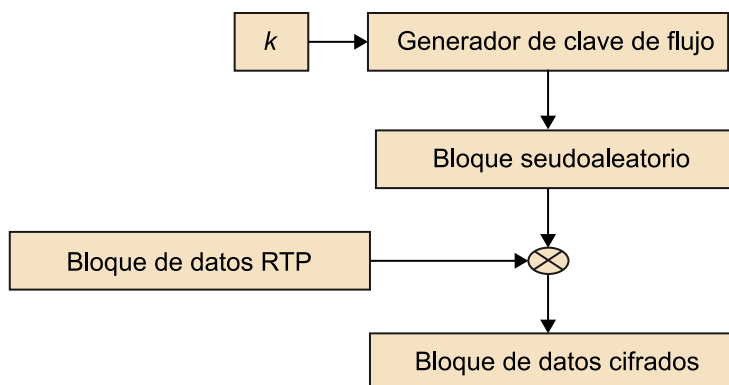 k
Generador de clave de flujo
Bloque seudoaleatorio
Bloque de datos RTP
Bloque de datos cifrados